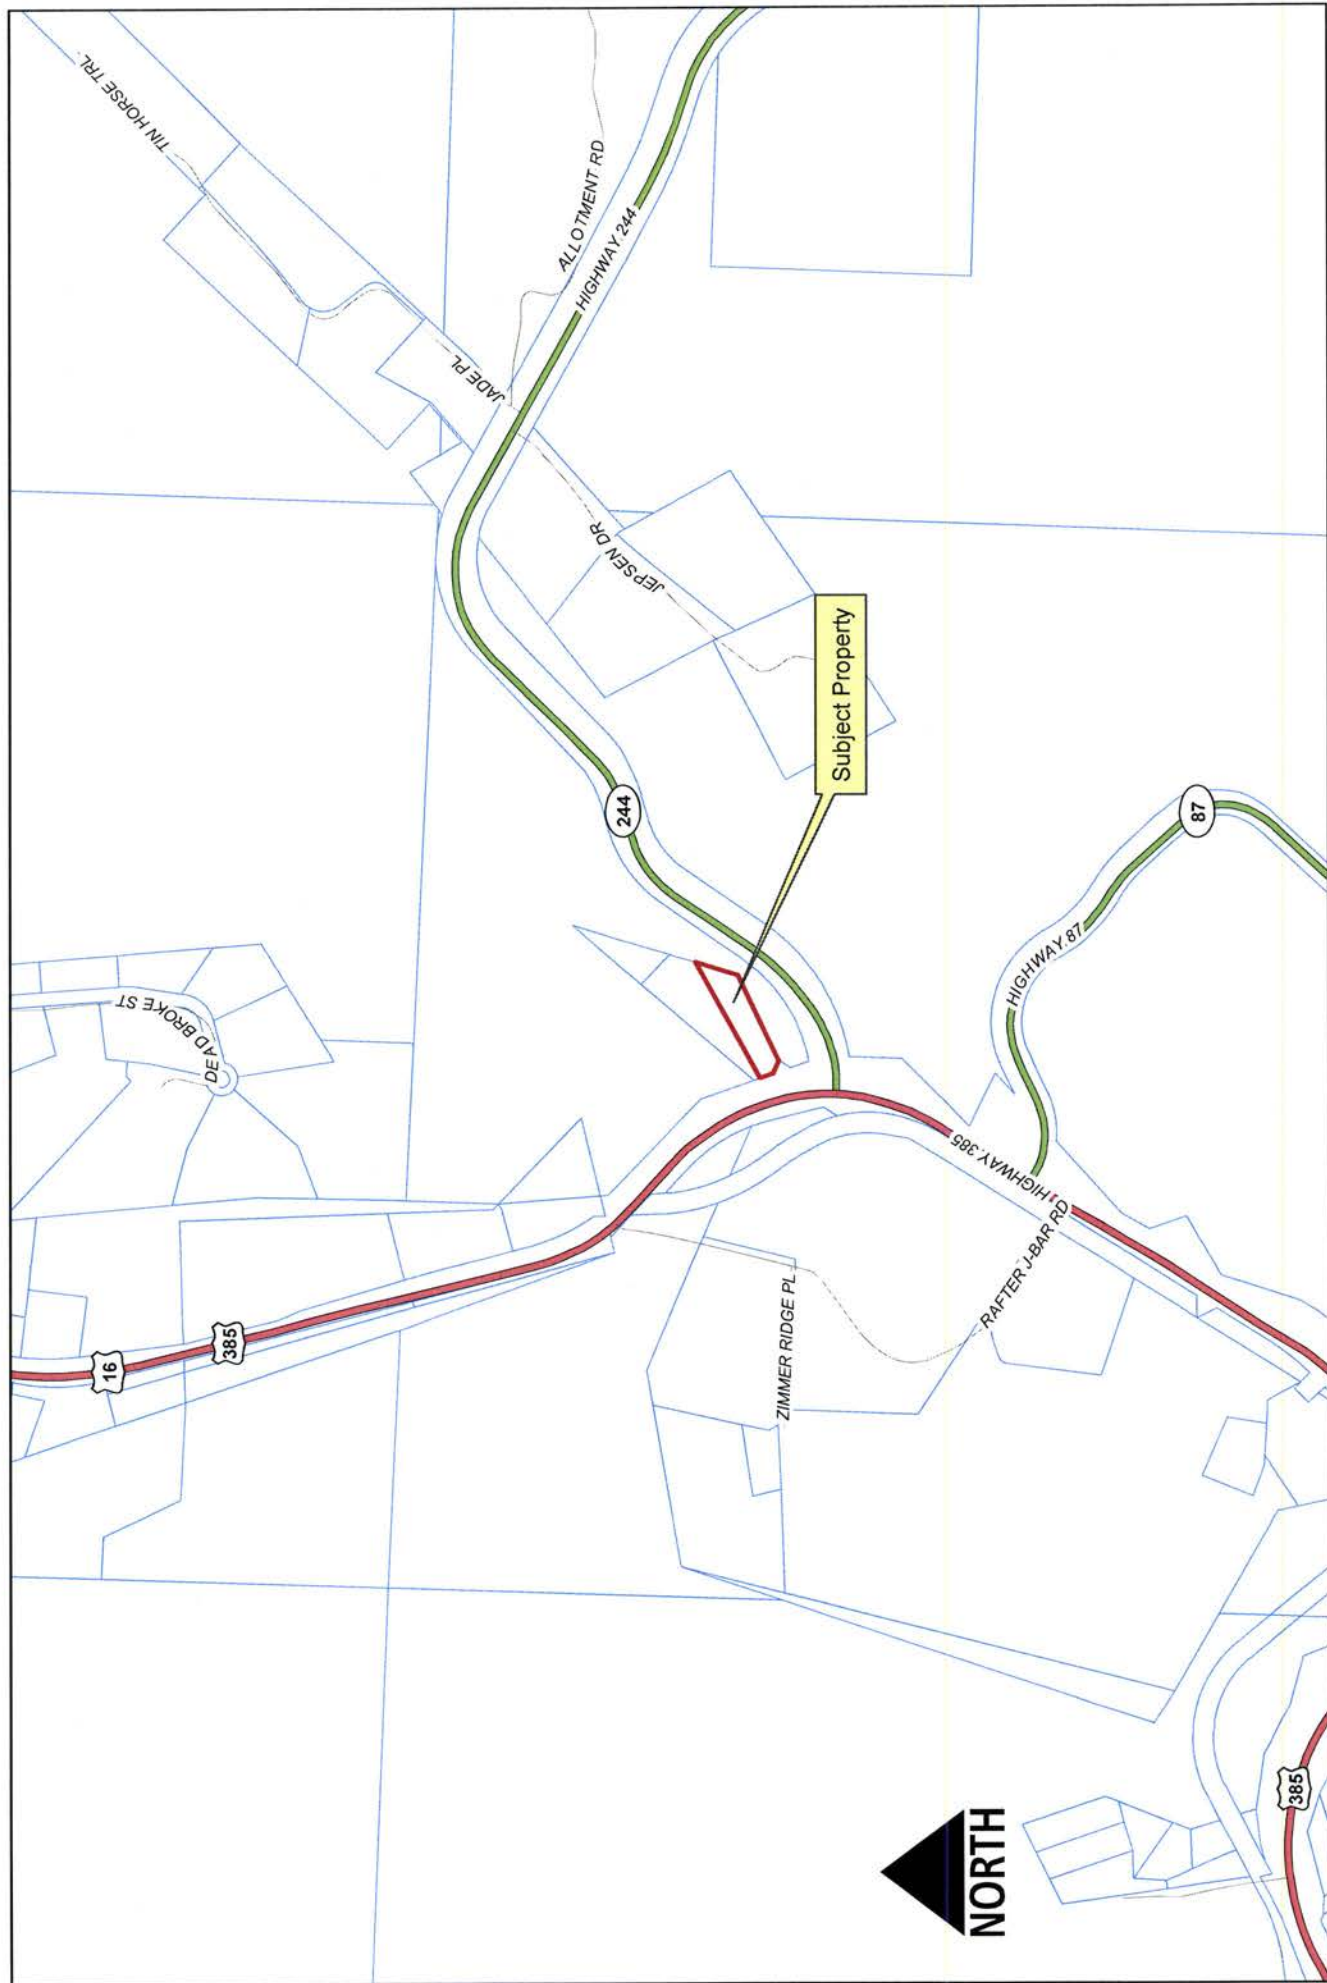 TIN HORSE TRL
ALLOTMENT RD
HIGHWAY 244
JADE PL
JEPSEN DR
Subject Property
244
87
HIGHWAY 87
DEAD BROKE ST
HIGHWAY 385
RAFTER J-BAR RD
ZIMMER RIDGE PL
16
385
385
NORTH